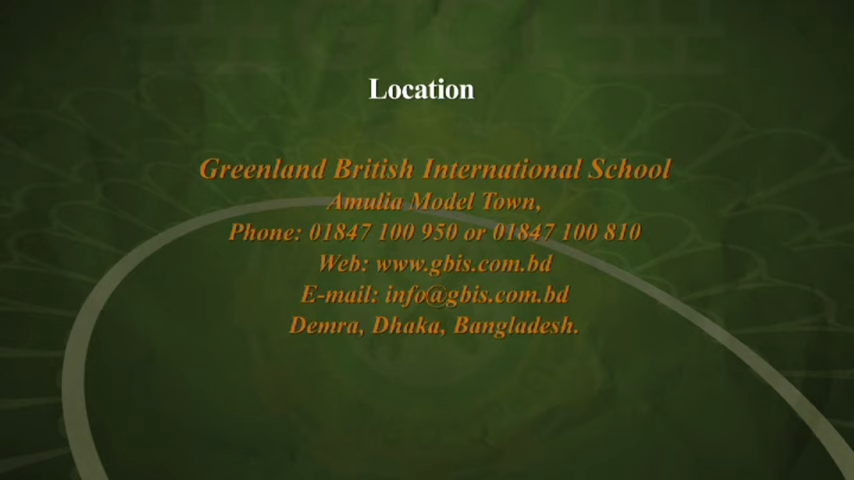 Location
Greenland British International School
Amulia Model Town,
Phone: 01847 100 950 or 01847 100 810
Web: www.gbis.com.bd
E-mail: info@gbis.com.bd
Demra, Dhaka, Bangladesh.